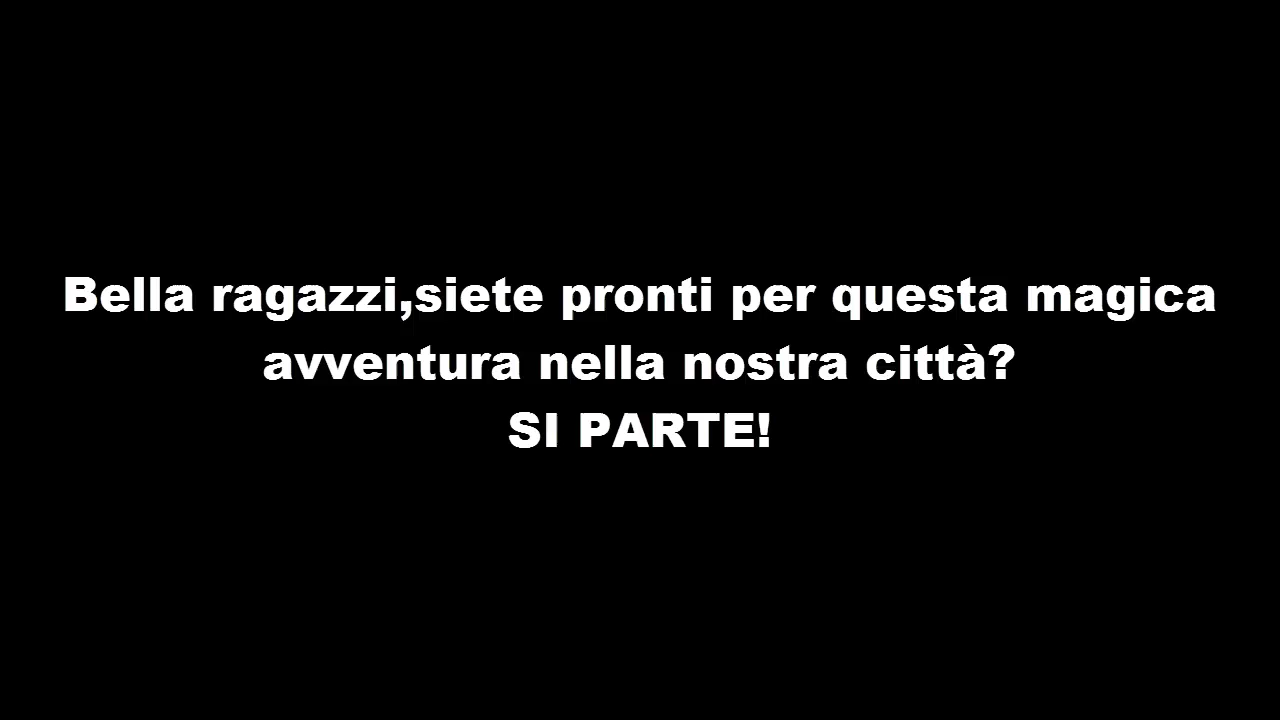 Bella ragazzi,siete pronti per questa magica
avventura nella nostra città?
SI PARTE!